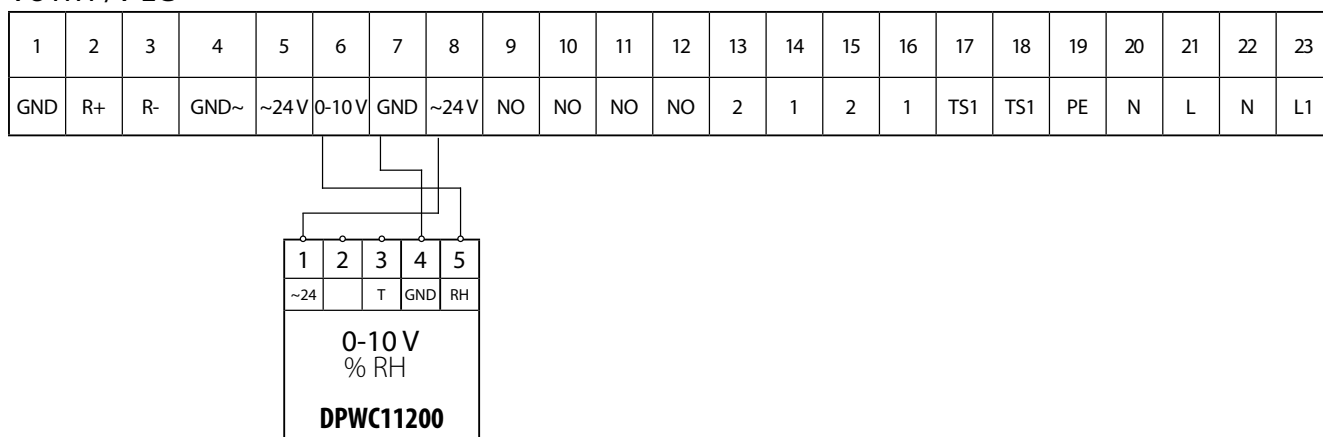 1 2 3 4 5 6 7 8 9 10 11 12 13 14 15 16 17 18 19 20 21 22 23
GND R+ R- GND~ ~24 V 0-10 V GND ~24 V NO NO NO NO 2 1 2 1 TS1 TS1 PE N L N L1
1 2 3 4 5
~24 T GND RH
0-10 V
% RH
DPWC11200